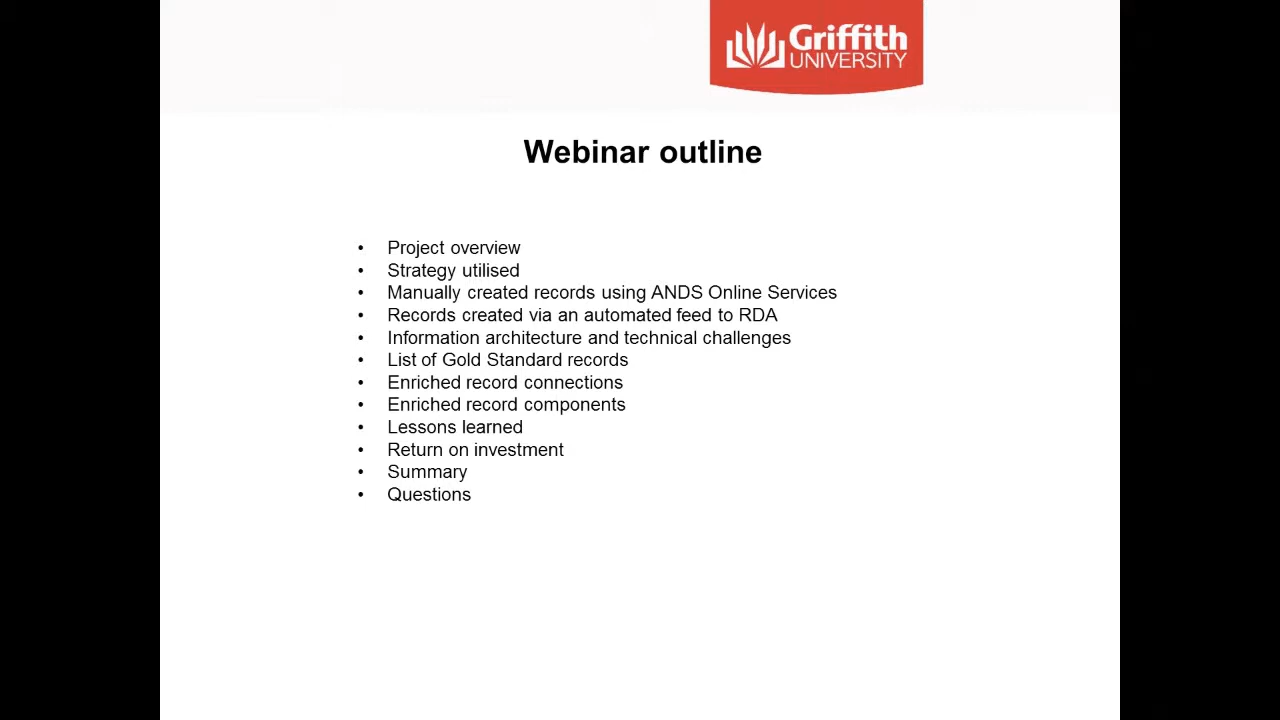 Griffith
UNIVERSITY
Webinar outline
• Project overview
• Strategy utilised
• Manually created records using ANDS Online Services
• Records created via an automated feed to RDA
• Information architecture and technical challenges
• List of Gold Standard records
• Enriched record connections
• Enriched record components
• Lessons learned
• Return on investment
• Summary
• Questions